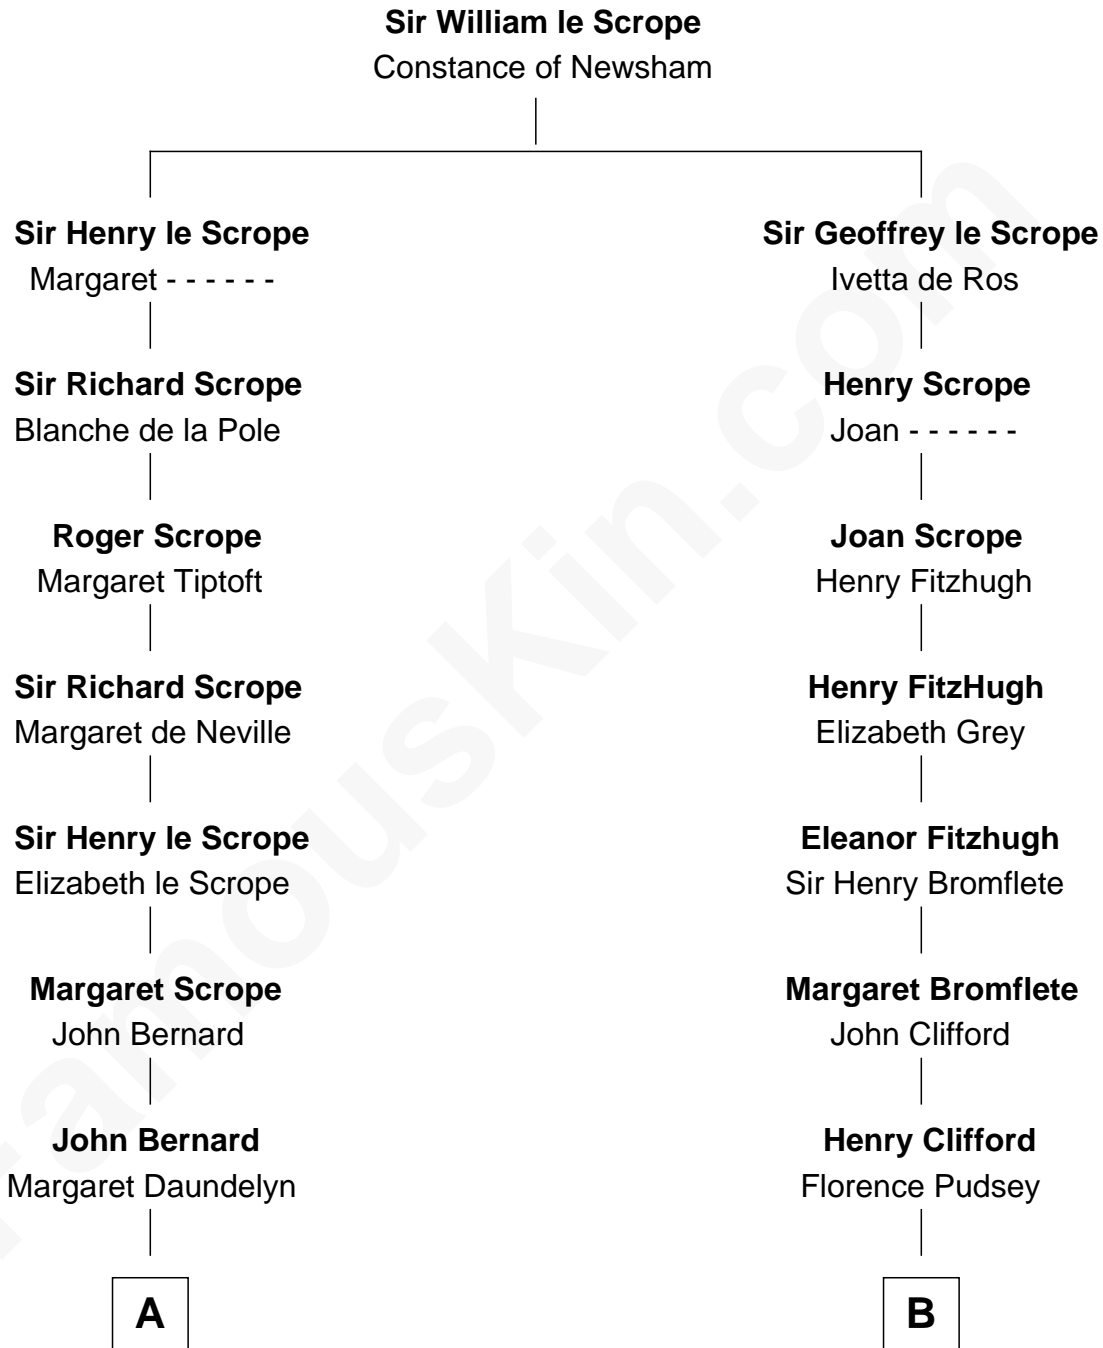 Sir William le Scrope
Constance of Newsham
Sir Henry le Scrope
Margaret - - - - - -
Sir Richard Scrope
Blanche de la Pole
Roger Scrope
Margaret Tiptoft
Sir Richard Scrope
Margaret de Neville
Sir Henry le Scrope
Elizabeth le Scrope
Margaret Scrope
John Bernard
John Bernard
Margaret Daundelyn
A
Sir Geoffrey le Scrope
Ivetta de Ros
Henry Scrope
Joan - - - - - -
Joan Scrope
Henry Fitzhugh
Henry FitzHugh
Elizabeth Grey
Eleanor Fitzhugh
Sir Henry Bromflete
Margaret Bromflete
John Clifford
Henry Clifford
Florence Pudsey
B
FamousKin.com